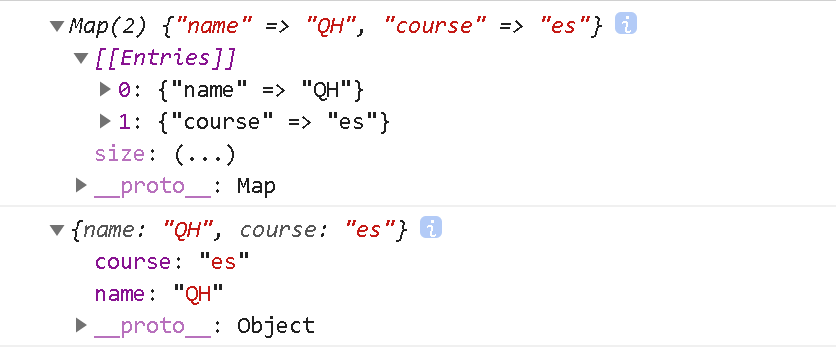 ▼Map(2) {"name" => "QH", "course" => "es"} i
▼[[Entries]]
▶0: {"name" => "QH"}
▶1: {"course" => "es"}
size: (...)
▶__proto__: Map
▼{name: "QH", course: "es"} i
course: "es"
name: "QH"
▶__proto__: Object